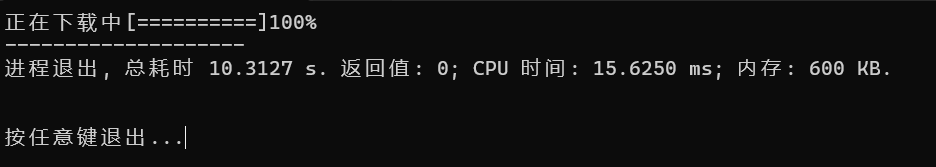 正在下载中[==========]100%
--------------------
进程退出, 总耗时 10.3127 s. 返回值: 0; CPU 时间: 15.6250 ms; 内存: 600 KB.
按任意键退出...